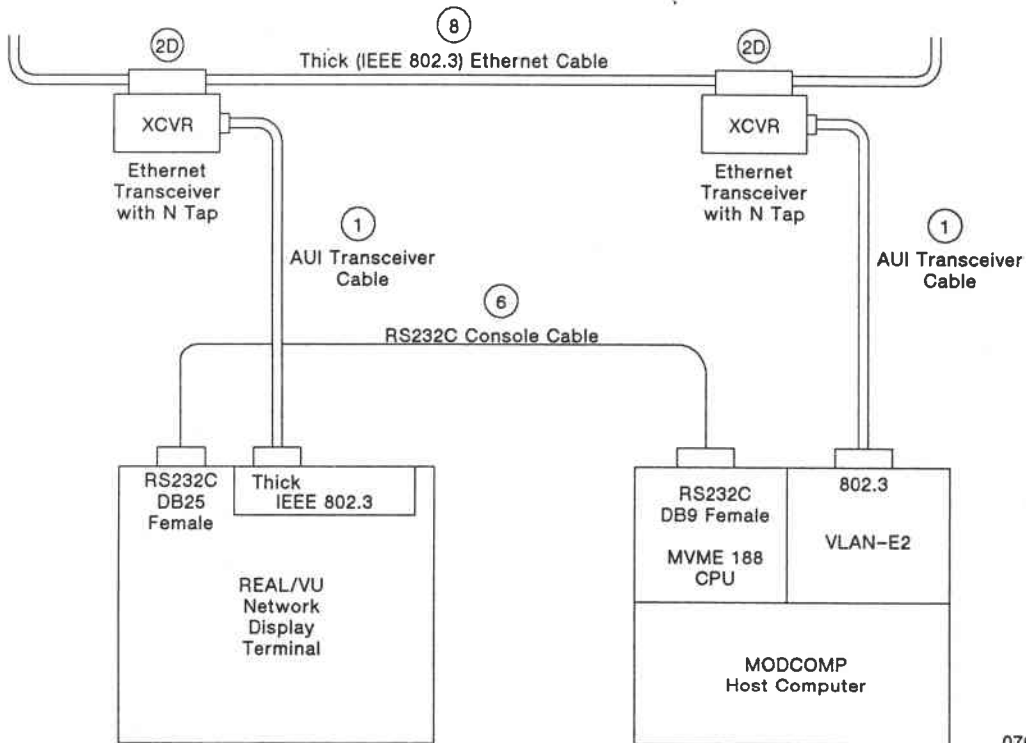 8
Thick (IEEE 802.3) Ethernet Cable
2D
XCVR
Ethernet
Transceiver
with N Tap
2D
XCVR
Ethernet
Transceiver
with N Tap
1
AUI Transceiver
Cable
1
AUI Transceiver
Cable
6
RS232C Console Cable
RS232C
DB25
Female
Thick
IEEE 802.3
REAL/VU
Network
Display
Terminal
RS232C
DB9 Female
MVME 188
CPU
802.3
VLAN-E2
MODCOMP
Host Computer